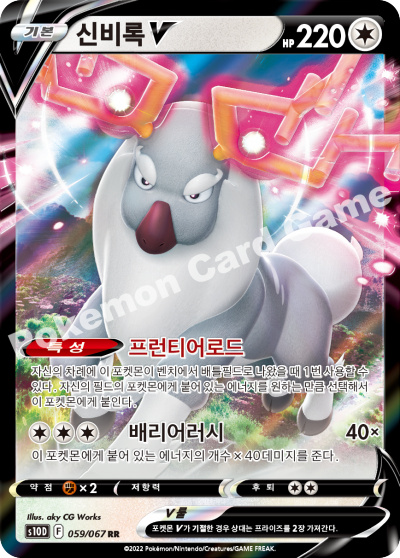 기본 신비록 V HP 220
Pokémon Card Game
특성 프런티어로드
자신의 차례에 이 포켓몬이 벤치에서 배틀필드로 나왔을 때 1번 사용할 수
있다. 자신의 필드의 포켓몬에게 붙어 있는 에너지를 원하는 만큼 선택해서
이 포켓몬에게 붙인다.
배리어러시 40×
이 포켓몬에게 붙어 있는 에너지의 개수×40데미지를 준다.
약점 ×2 저항력 후퇴
Illus. aky CG Works
V룰
s10D F 059/067 RR
포켓몬 V가 기절한 경우 상대는 프라이즈를 2장 가져간다.
©2022 Pokémon/Nintendo/Creatures/GAME FREAK.